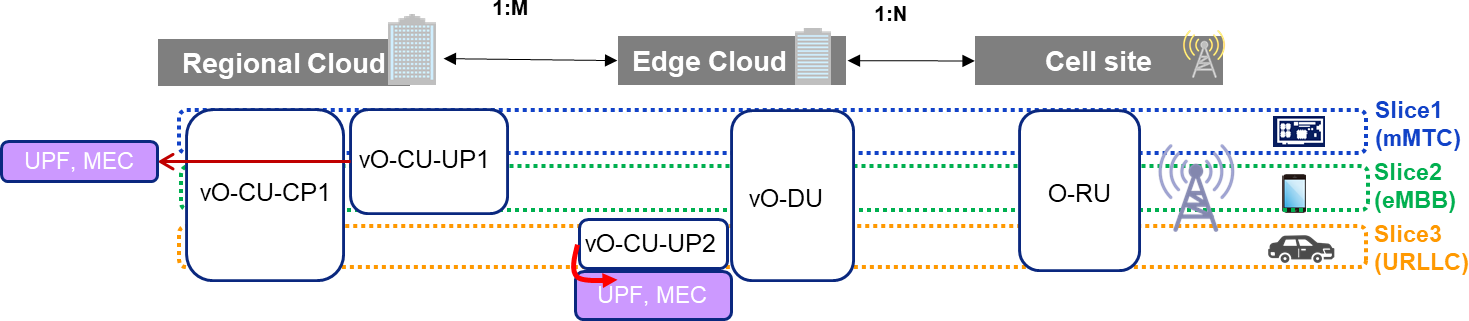 1:M
1:N
Regional Cloud
Edge Cloud
Cell site
Slice1
(mMTC)
UPF, MEC
vO-CU-CP1
vO-CU-UP1
vO-DU
O-RU
Slice2
(eMBB)
vO-CU-UP2
UPF, MEC
Slice3
(URLLC)